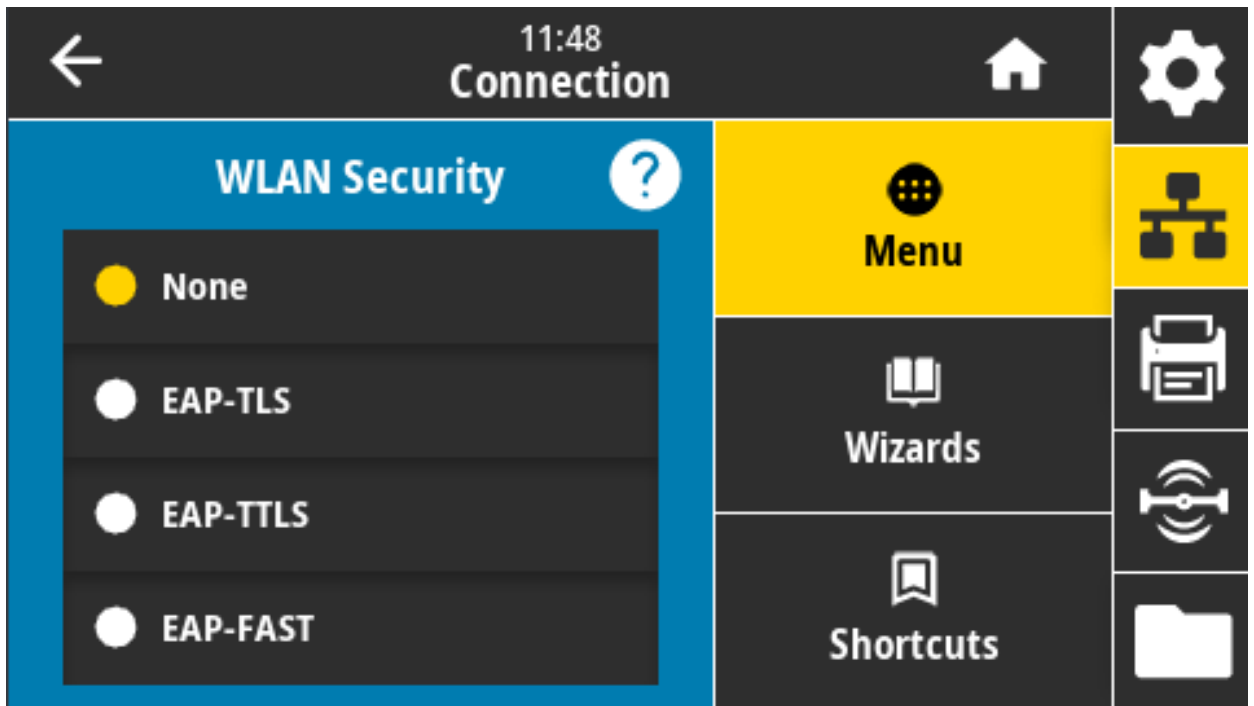 11:48
Connection
WLAN Security
?
None
EAP-TLS
EAP-TTLS
EAP-FAST
Menu
Wizards
Shortcuts